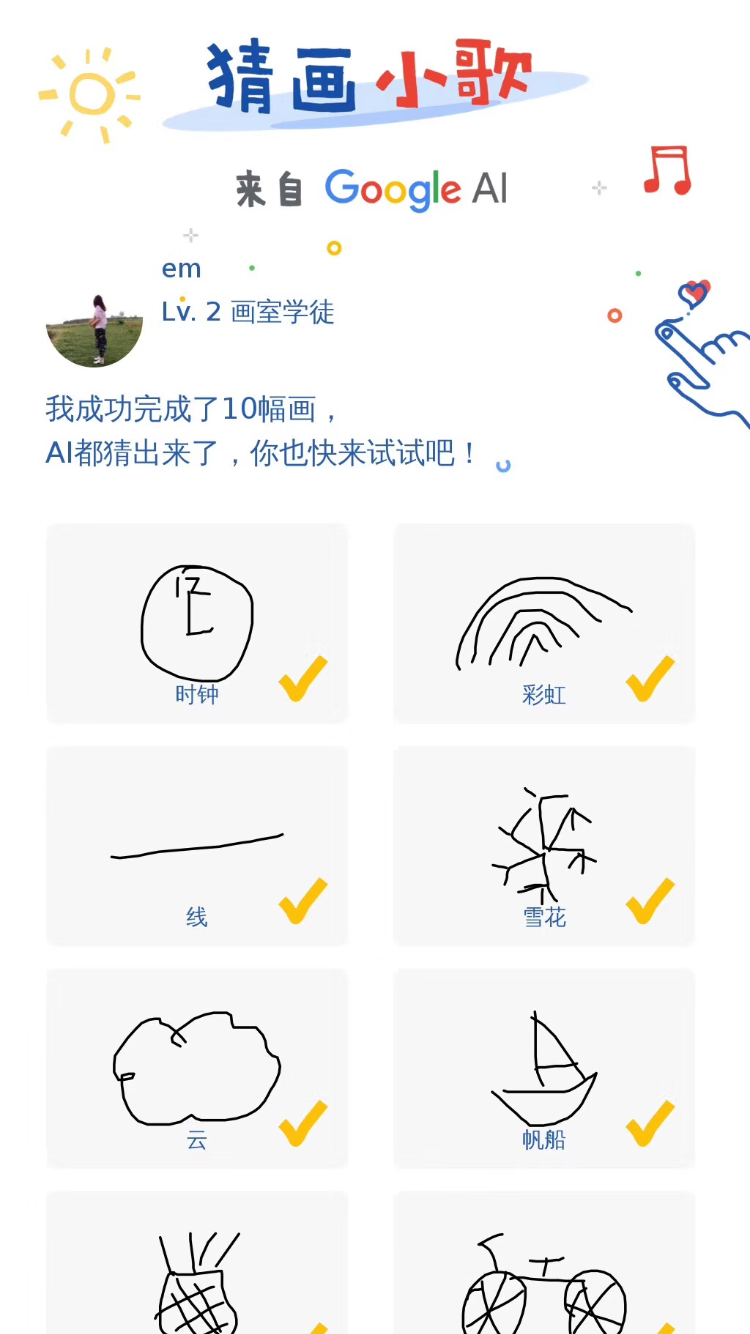 猜画小歌
来自 Google AI
em
Lv. 2 画室学徒
我成功完成了10幅画，
AI都猜出来了，你也快来试试吧！
12
时钟
彩虹
线
雪花
云
帆船